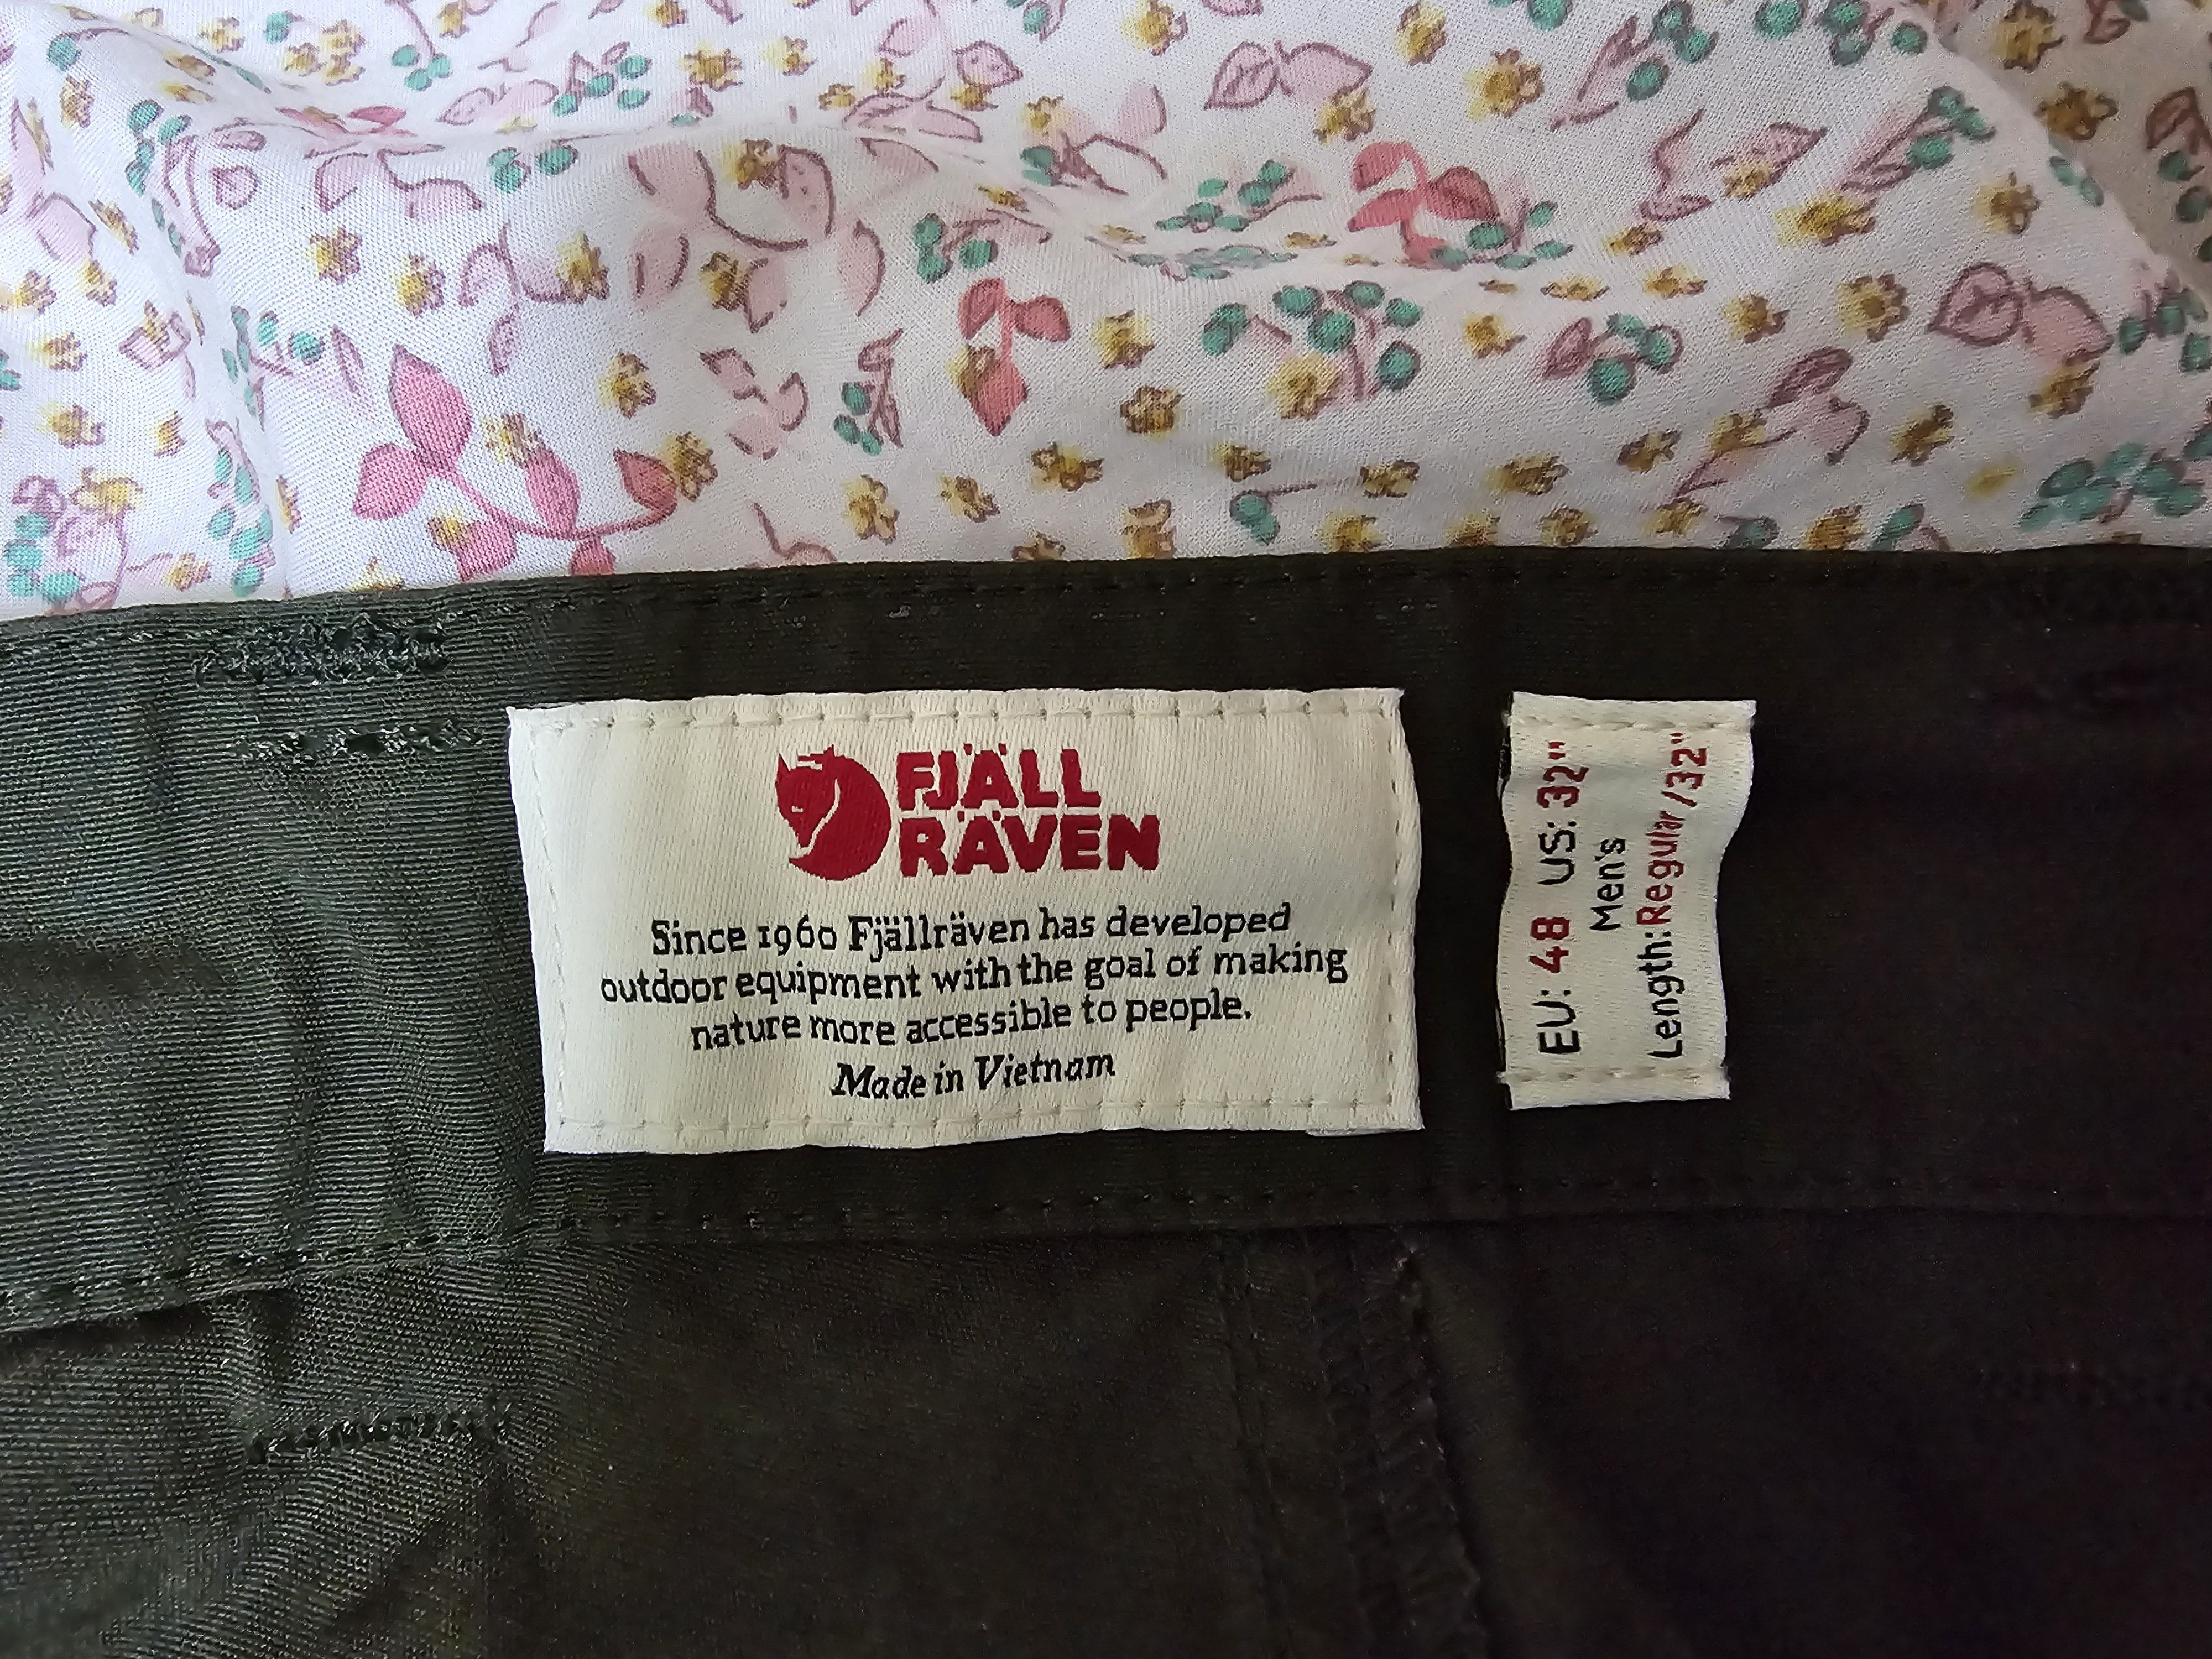 FJÄLL
RÄVEN
Since 1960 Fjällräven has developed
outdoor equipment with the goal of making
nature more accessible to people.
Made in Vietnam
EU: 48 US: 32"
Men's
Length: Regular /32"